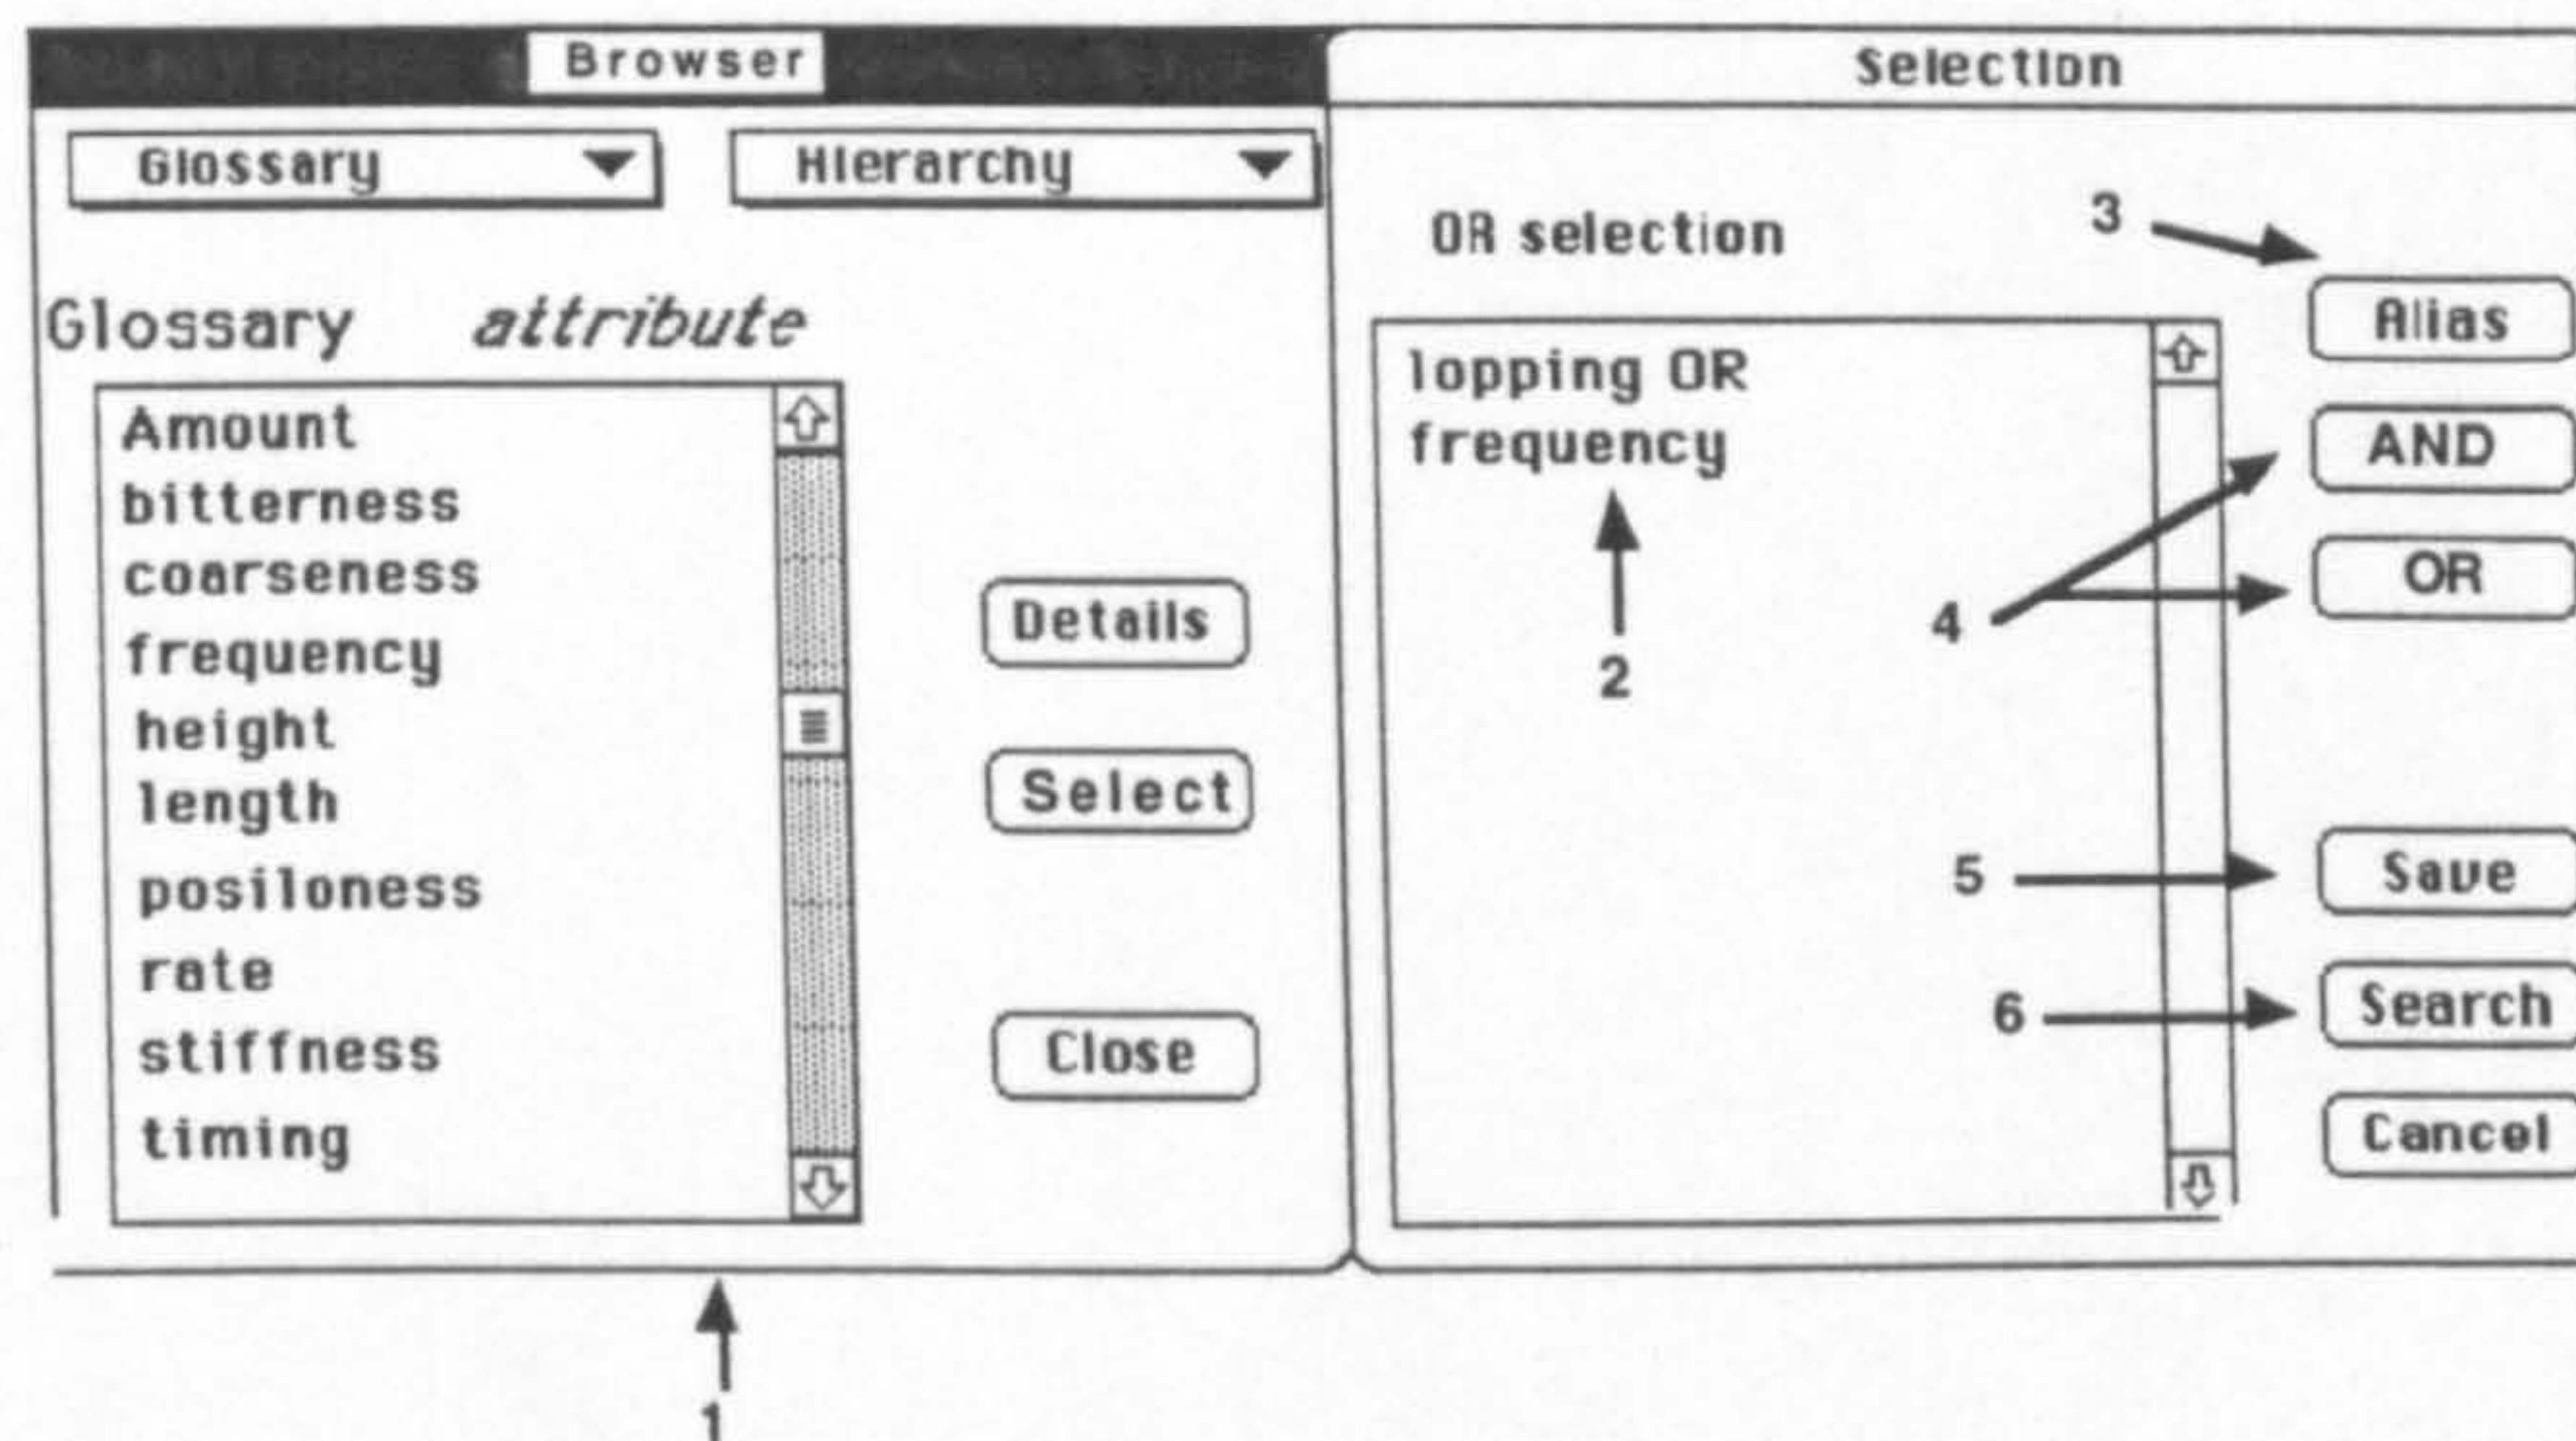 Browser
Glossary
Hierarchy
Glossary attribute
Amount
bitterness
coarseness
frequency
height
length
posiloness
rate
stiffness
timing
Details
Select
Close
1
Selection
OR selection
lopping OR
frequency
2
3
Alias
4
AND
OR
5
Save
6
Search
Cancel